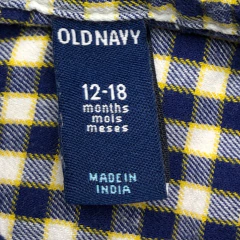 OLD NAVY
12-18
months
mois
meses
MADE IN
INDIA